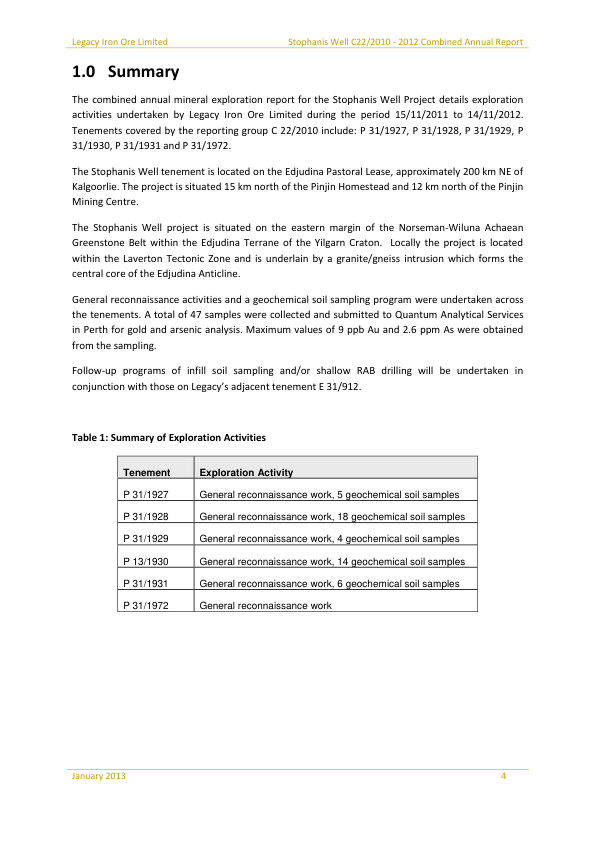 Legacy Iron Ore Limited Stophanis Well C22/2010 - 2012 Combined Annual Report
1.0 Summary
The combined annual mineral exploration report for the Stophanis Well Project details exploration
activities undertaken by Legacy Iron Ore Limited during the period 15/11/2011 to 14/11/2012.
Tenements covered by the reporting group C 22/2010 include: P 31/1927, P 31/1928, P 31/1929, P
31/1930, P 31/1931 and P 31/1972.
The Stophanis Well tenement is located on the Edjudina Pastoral Lease, approximately 200 km NE of
Kalgoorlie. The project is situated 15 km north of the Pinjin Homestead and 12 km north of the Pinjin
Mining Centre.
The Stophanis Well project is situated on the eastern margin of the Norseman-Wiluna Achaean
Greenstone Belt within the Edjudina Terrane of the Yilgarn Craton. Locally the project is located
within the Laverton Tectonic Zone and is underlain by a granite/gneiss intrusion which forms the
central core of the Edjudina Anticline.
General reconnaissance activities and a geochemical soil sampling program were undertaken across
the tenements. A total of 47 samples were collected and submitted to Quantum Analytical Services
in Perth for gold and arsenic analysis. Maximum values of 9 ppb Au and 2.6 ppm As were obtained
from the sampling.
Follow-up programs of infill soil sampling and/or shallow RAB drilling will be undertaken in
conjunction with those on Legacy's adjacent tenement E 31/912.
Table 1: Summary of Exploration Activities
Tenement Exploration Activity
P 31/1927 General reconnaissance work, 5 geochemical soil samples
P 31/1928 General reconnaissance work, 18 geochemical soil samples
P 31/1929 General reconnaissance work, 4 geochemical soil samples
P 13/1930 General reconnaissance work, 14 geochemical soil samples
P 31/1931 General reconnaissance work, 6 geochemical soil samples
P 31/1972 General reconnaissance work
January 2013 4